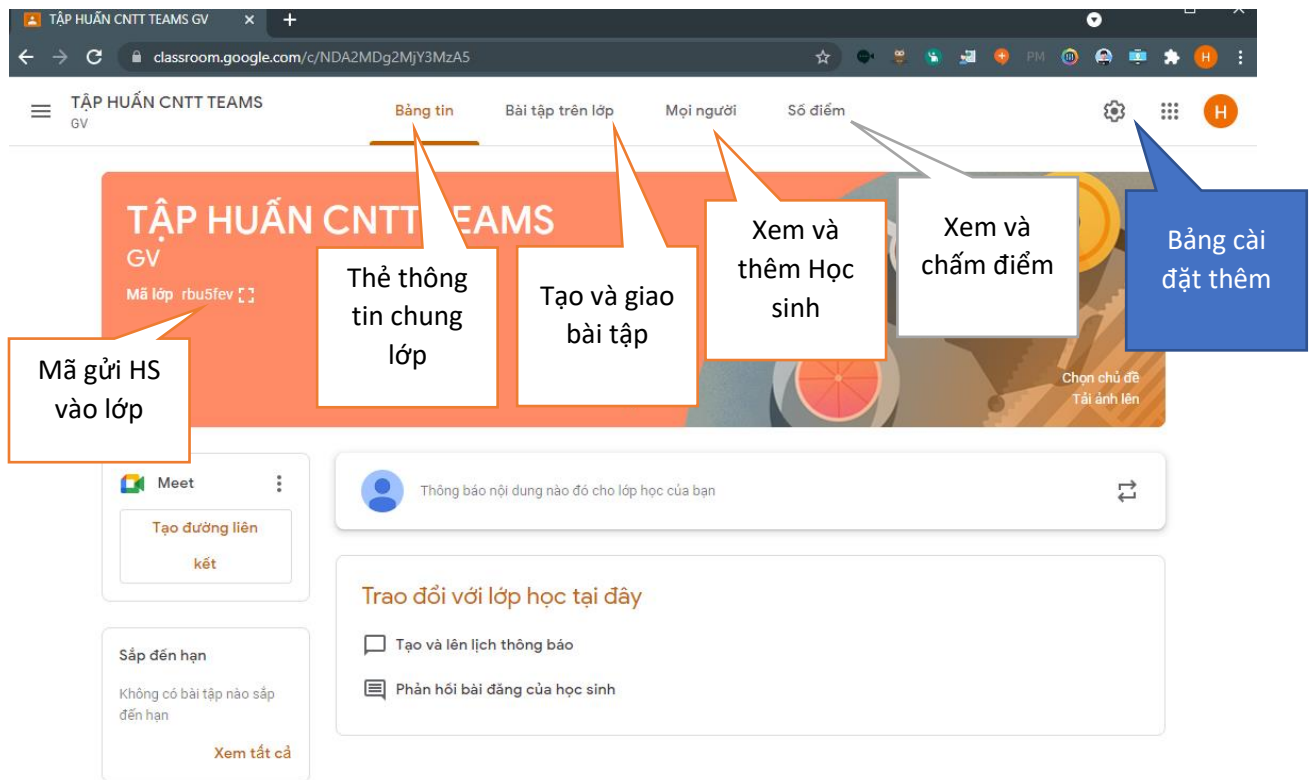 TẬP HUẤN CNTT TEAMS GV
classroom.google.com/c/NDA2MDg2MjY3MzA5
PM
H
TẬP HUẤN CNTT TEAMS
GV
Bảng tin
Bài tập trên lớp
Mọi người
Số điểm
H
TẬP HUẤN CNTT TEAMS
GV
Mã lớp rbu5fev
Mã gửi HS
vào lớp
Thẻ thông
tin chung
lớp
Tạo và giao
bài tập
Xem và
thêm Học
sinh
Xem và
chấm điểm
Bảng cài
đặt thêm
Chọn chủ đề
Tải ảnh lên
Meet
Tạo đường liên
kết
Thông báo nội dung nào đó cho lớp học của bạn
Trao đổi với lớp học tại đây
Tạo và lên lịch thông báo
Phản hồi bài đăng của học sinh
Sắp đến hạn
Không có bài tập nào sắp
đến hạn
Xem tất cả